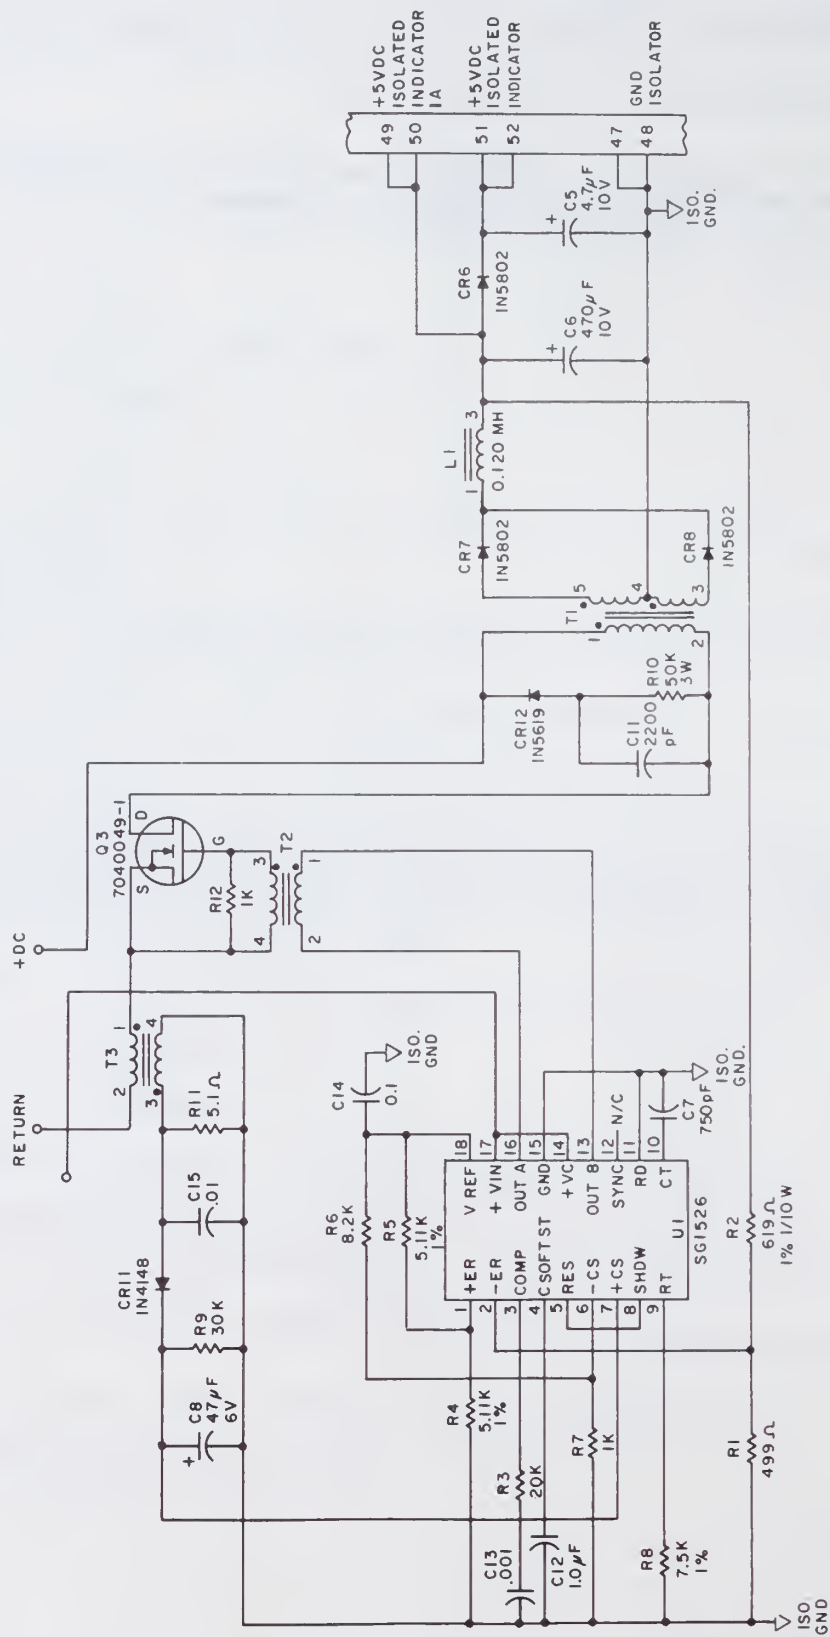 RETURN
+DC
T3
2
1
3
4
R11
5.1Ω
C15
.01
CR11
IN4148
R9
30K
C8
47µF
6V
+
Q3
7040049-1
S
D
G
R12
1K
4
3
T2
2
1
C14
0.1
ISO.
GND
R6
8.2K
R5
5.11K
1%
R4
5.11K
1%
R3
20K
C13
.001
C12
1.0µF
R7
1K
R8
7.5K
1%
1 +ER
2 -ER
3 COMP
4 CSOFTST
5 RES
6 -CS
7 +CS
8 SHDW
9 RT
V REF 18
+ VIN 17
OUT A 16
GND 15
+VC 14
OUT B 13
SYNC 12
N/C
RD 11
CT 10
U1
SG1526
C7
750pF
ISO.
GND.
R2
619Ω
1% 1/10W
R1
499Ω
ISO.
GND
CR12
IN5619
C11
2200
pF
R10
50K
3W
T1
1
2
5
4
3
CR7
IN5802
CR8
IN5802
L1
1
3
0.120 MH
C6
470µF
10V
+
CR6
IN5802
C5
4.7µF
10V
+
ISO.
GND.
49
50
51
52
47
48
+5VDC
ISOLATED
INDICATOR
1A
+5VDC
ISOLATED
INDICATOR
GND
ISOLATOR